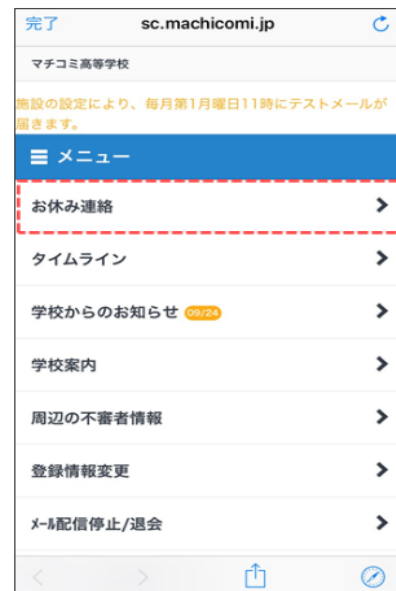 完了 sc.machicomi.jp
マチコミ高等学校
施設の設定により、毎月第1月曜日11時にテストメールが
届きます。
メニュー
お休み連絡
タイムライン
学校からのお知らせ 09/24
学校案内
周辺の不審者情報
登録情報変更
ﾒｰﾙ配信停止/退会